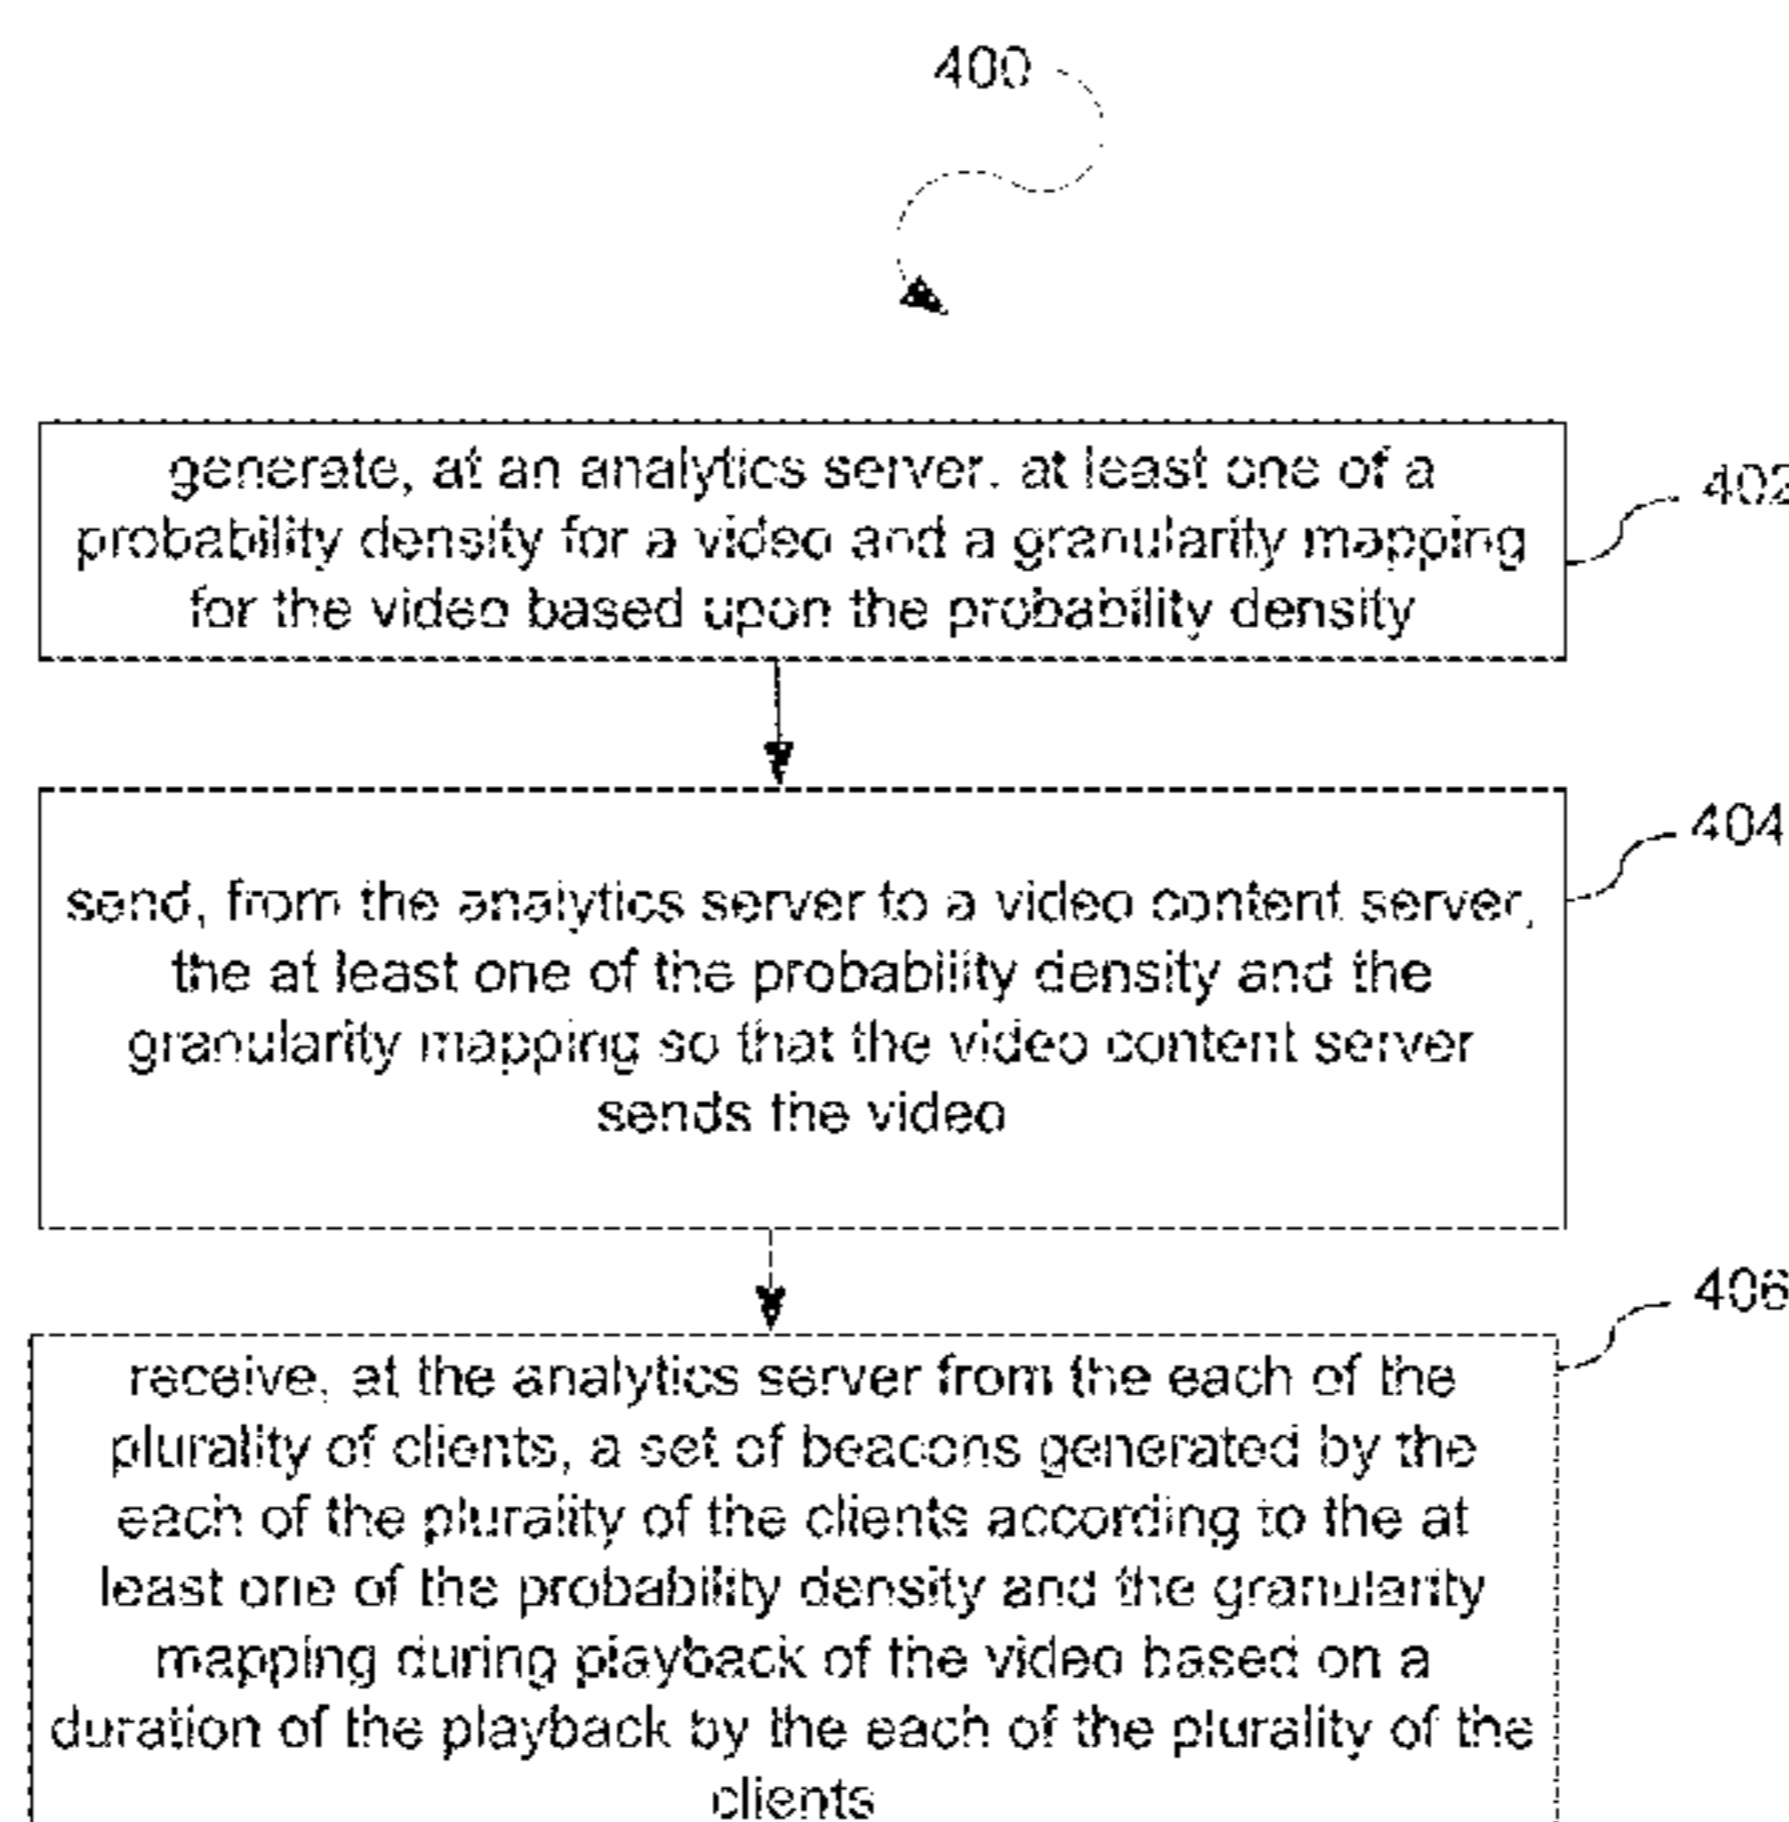 400
generate, at an analytics server, at least one of a
402
probability density for a video and a granularity mapping
for the video based upon the probability density
404
send, from the analytics server to a video content server,
the at least one of the probability density and the
granularity mapping so that the video content server
sends the video
406
receive, at the analytics server from the each of the
plurality of clients, a set of beacons generated by the
each of the plurality of the clients according to the at
least one of the probability density and the granularity
mapping during playback of the video based on a
duration of the playback by the each of the plurality of the
clients